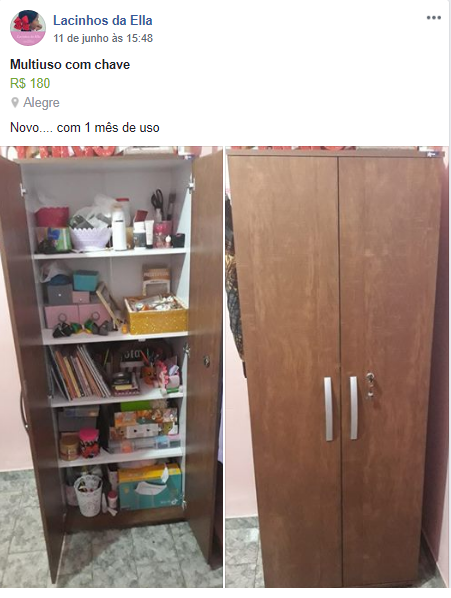 Lacinhos da Ella
11 de junho às 15:48
Multiuso com chave
R$ 180
Alegre
Novo.... com 1 mês de uso